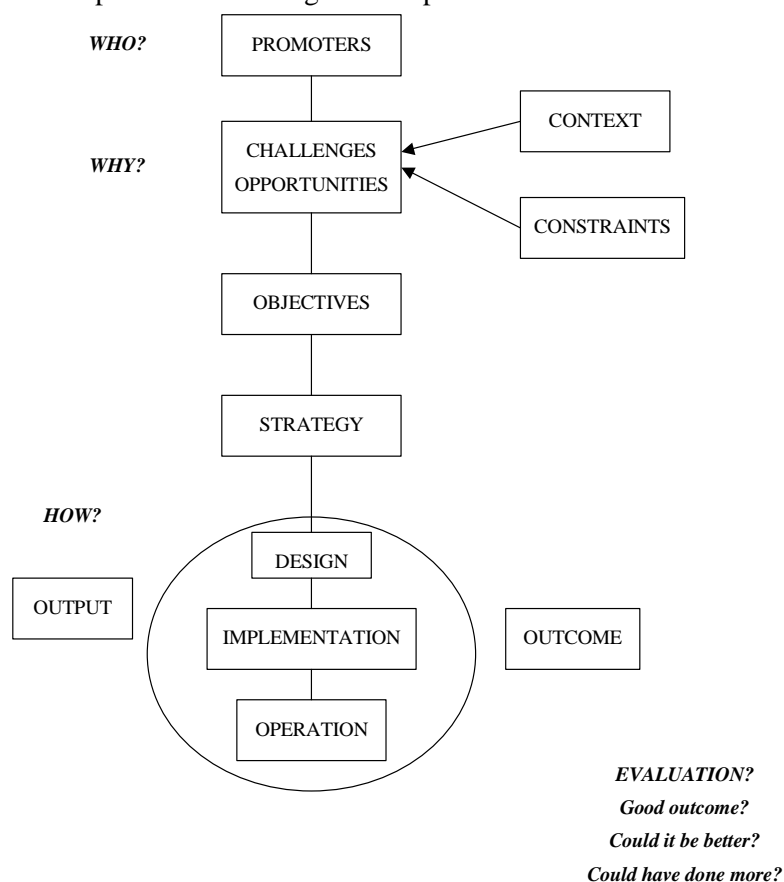 WHO?
PROMOTERS
CONTEXT
WHY?
CHALLENGES
OPPORTUNITIES
CONSTRAINTS
OBJECTIVES
STRATEGY
HOW?
DESIGN
OUTPUT
IMPLEMENTATION
OUTCOME
OPERATION
EVALUATION?
Good outcome?
Could it be better?
Could have done more?